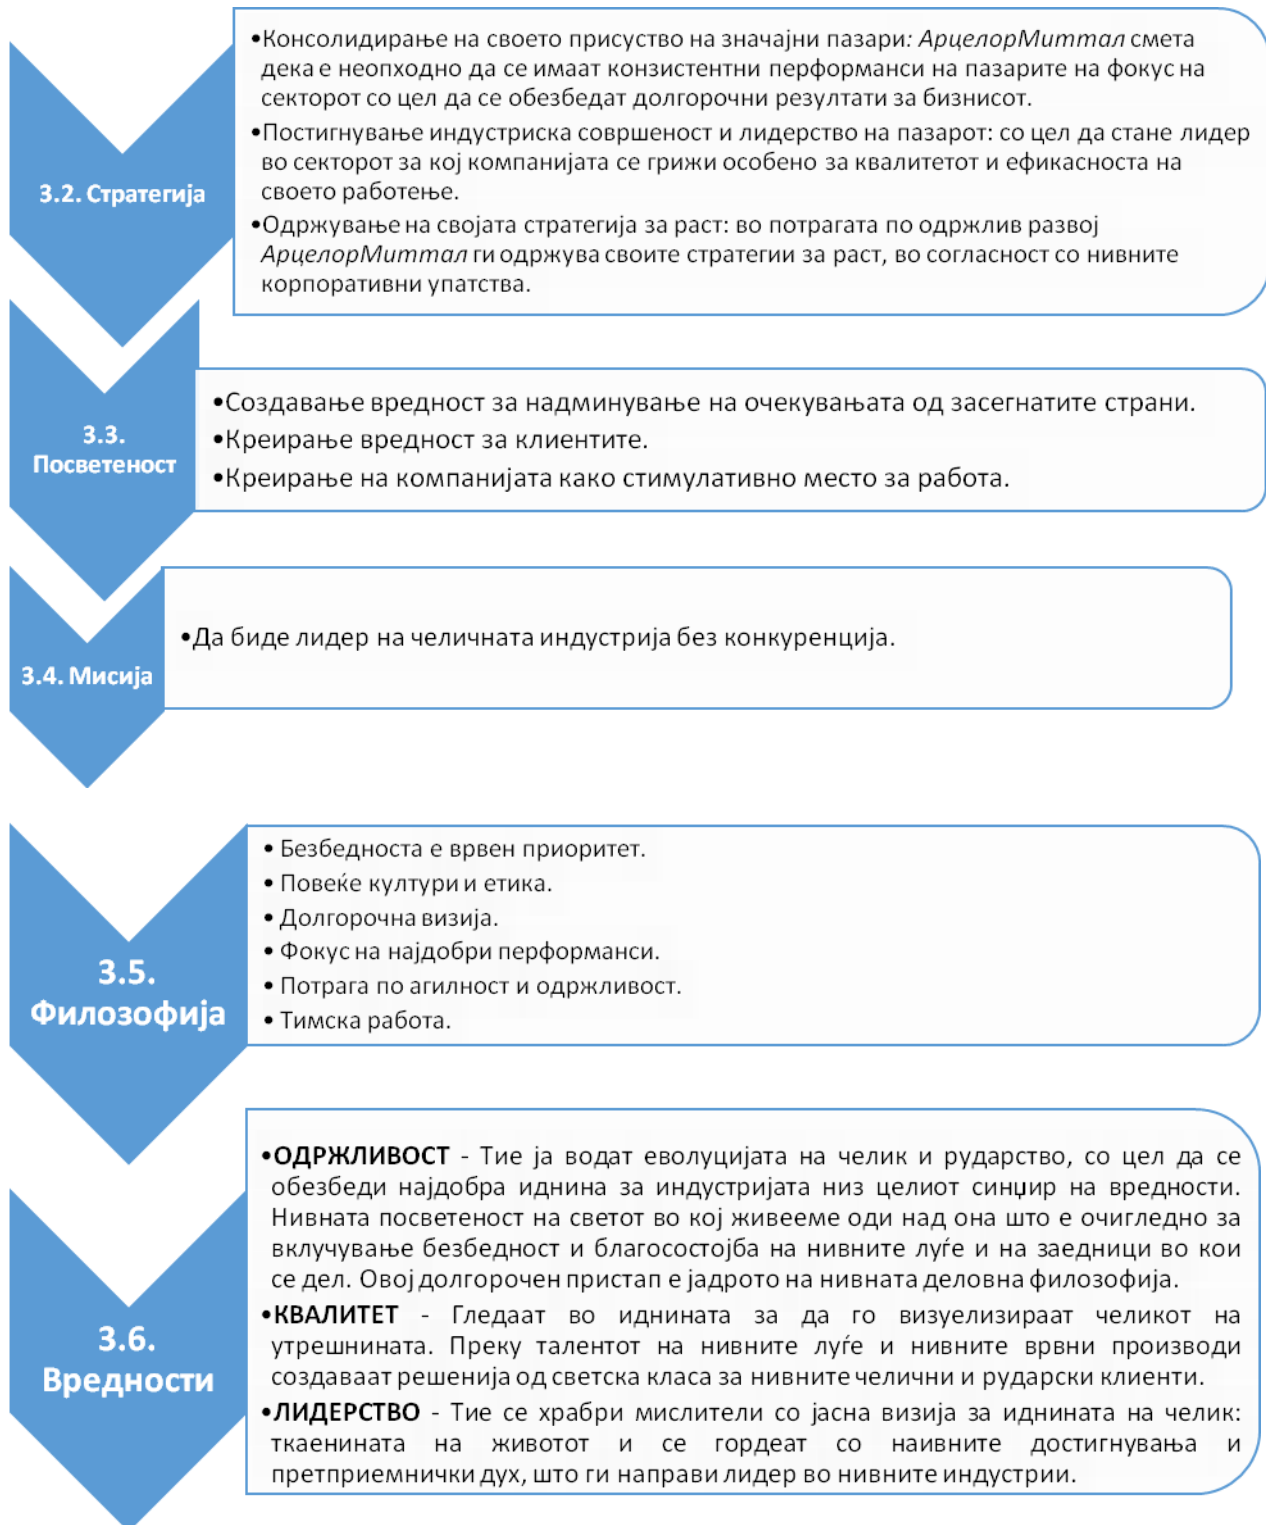 3.2. Стратегија
•Консолидирање на своето присуство на значајни пазари: АрцелорМиттал смета
дека е неопходно да се имаат конзистентни перформанси на пазарите на фокус на
секторот со цел да се обезбедат долгорочни резултати за бизнисот.
•Постигнување индустриска совршеност и лидерство на пазарот: со цел да стане лидер
во секторот за кој компанијата се грижи особено за квалитетот и ефикасноста на
своето работење.
•Одржување на својата стратегија за раст: во потрагата по одржлив развој
АрцелорМиттал ги одржува своите стратегии за раст, во согласност со нивните
корпоративни упатства.
3.3.
Посветеност
•Создавање вредност за надминување на очекувањата од засегнатите страни.
•Креирање вредност за клиентите.
•Креирање на компанијата како стимулативно место за работа.
3.4. Мисија
•Да биде лидер на челичната индустрија без конкуренција.
3.5.
Филозофија
• Безбедноста е врвен приоритет.
• Повеќе култури и етика.
• Долгорочна визија.
• Фокус на најдобри перформанси.
• Потрага по агилност и одржливост.
• Тимска работа.
3.6.
Вредности
•ОДРЖЛИВОСТ - Тие ја водат еволуцијата на челик и рударство, со цел да се
обезбеди најдобра иднина за индустријата низ целиот синџир на вредности.
Нивната посветеност на светот во кој живееме оди над она што е очигледно за
вклучување безбедност и благосостојба на нивните луѓе и на заедници во кои
се дел. Овој долгорочен пристап е јадрото на нивната деловна филозофија.
•КВАЛИТЕТ - Гледаат во иднината за да го визуелизираат челикот на
утрешнината. Преку талентот на нивните луѓе и нивните врвни производи
создаваат решенија од светска класа за нивните челични и рударски клиенти.
•ЛИДЕРСТВО - Тие се храбри мислители со јасна визија за иднината на челик:
ткаенината на животот и се гордеат со наивните достигнувања и
претприемнички дух, што ги направи лидер во нивните индустрии.